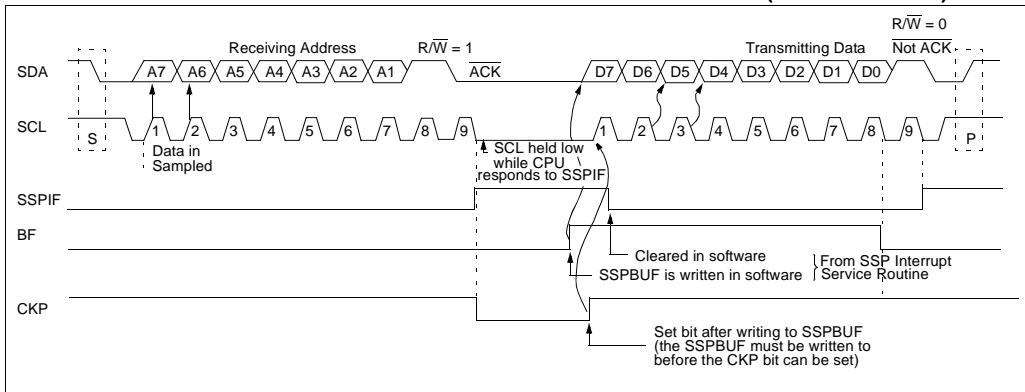 R/W = 0
Receiving Address R/W = 1 Transmitting Data Not ACK
SDA A7 A6 A5 A4 A3 A2 A1 ACK D7 D6 D5 D4 D3 D2 D1 D0
SCL S 1 2 3 4 5 6 7 8 9 1 2 3 4 5 6 7 8 9 P
Data in
Sampled
SCL held low
while CPU
responds to SSPIF
SSPIF
BF
Cleared in software
SSPBUF is written in software
From SSP Interrupt
Service Routine
CKP
Set bit after writing to SSPBUF
(the SSPBUF must be written to
before the CKP bit can be set)